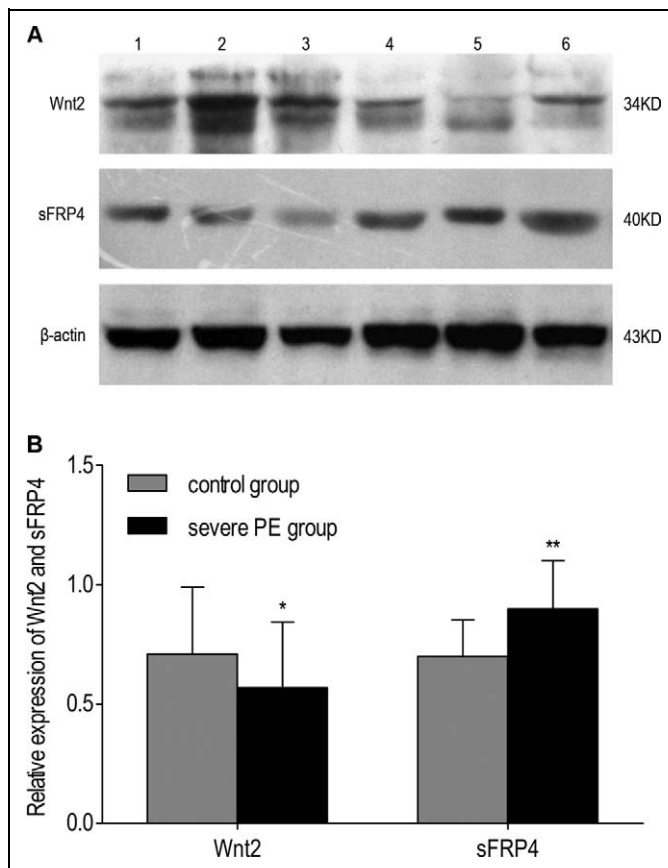 A
1 2 3 4 5 6
Wnt2 34KD
sFRP4 40KD
β-actin 43KD
B
Relative expression of Wnt2 and sFRP4
1.5
control group
severe PE group
**
1.0
*
0.5
0.0
Wnt2 sFRP4